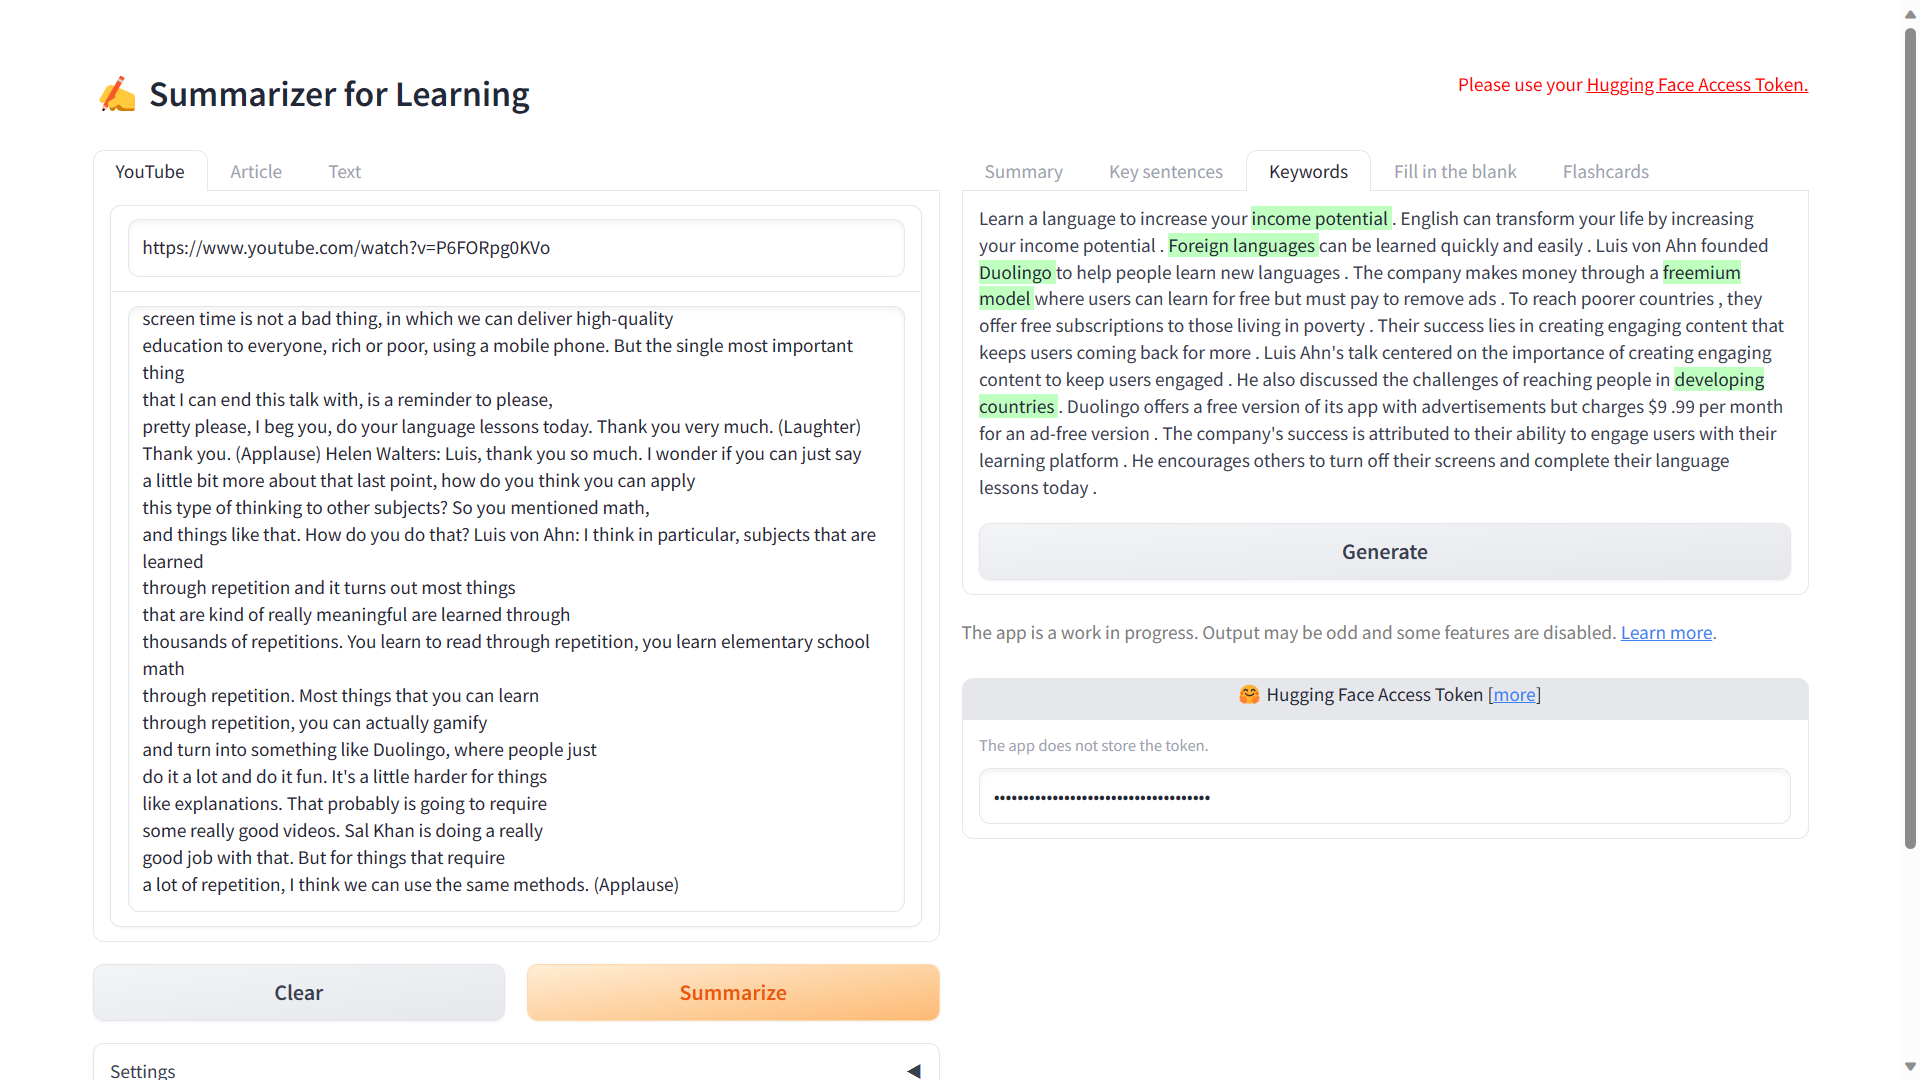 ✍️ Summarizer for Learning
Please use your Hugging Face Access Token.
YouTube
Article
Text
https://www.youtube.com/watch?v=P6FORpg0KVo
screen time is not a bad thing, in which we can deliver high-quality
education to everyone, rich or poor, using a mobile phone. But the single most important
thing
that I can end this talk with, is a reminder to please,
pretty please, I beg you, do your language lessons today. Thank you very much. (Laughter)
Thank you. (Applause) Helen Walters: Luis, thank you so much. I wonder if you can just say
a little bit more about that last point, how do you think you can apply
this type of thinking to other subjects? So you mentioned math,
and things like that. How do you do that? Luis von Ahn: I think in particular, subjects that are
learned
through repetition and it turns out most things
that are kind of really meaningful are learned through
thousands of repetitions. You learn to read through repetition, you learn elementary school
math
through repetition. Most things that you can learn
through repetition, you can actually gamify
and turn into something like Duolingo, where people just
do it a lot and do it fun. It's a little harder for things
like explanations. That probably is going to require
some really good videos. Sal Khan is doing a really
good job with that. But for things that require
a lot of repetition, I think we can use the same methods. (Applause)
Clear
Summarize
Settings
Summary
Key sentences
Keywords
Fill in the blank
Flashcards
Learn a language to increase your income potential . English can transform your life by increasing
your income potential . Foreign languages can be learned quickly and easily . Luis von Ahn founded
Duolingo to help people learn new languages . The company makes money through a freemium
model where users can learn for free but must pay to remove ads . To reach poorer countries , they
offer free subscriptions to those living in poverty . Their success lies in creating engaging content that
keeps users coming back for more . Luis Ahn's talk centered on the importance of creating engaging
content to keep users engaged . He also discussed the challenges of reaching people in developing
countries . Duolingo offers a free version of its app with advertisements but charges $9 .99 per month
for an ad-free version . The company's success is attributed to their ability to engage users with their
learning platform . He encourages others to turn off their screens and complete their language
lessons today .
Generate
The app is a work in progress. Output may be odd and some features are disabled. Learn more.
🤗 Hugging Face Access Token [more]
The app does not store the token.